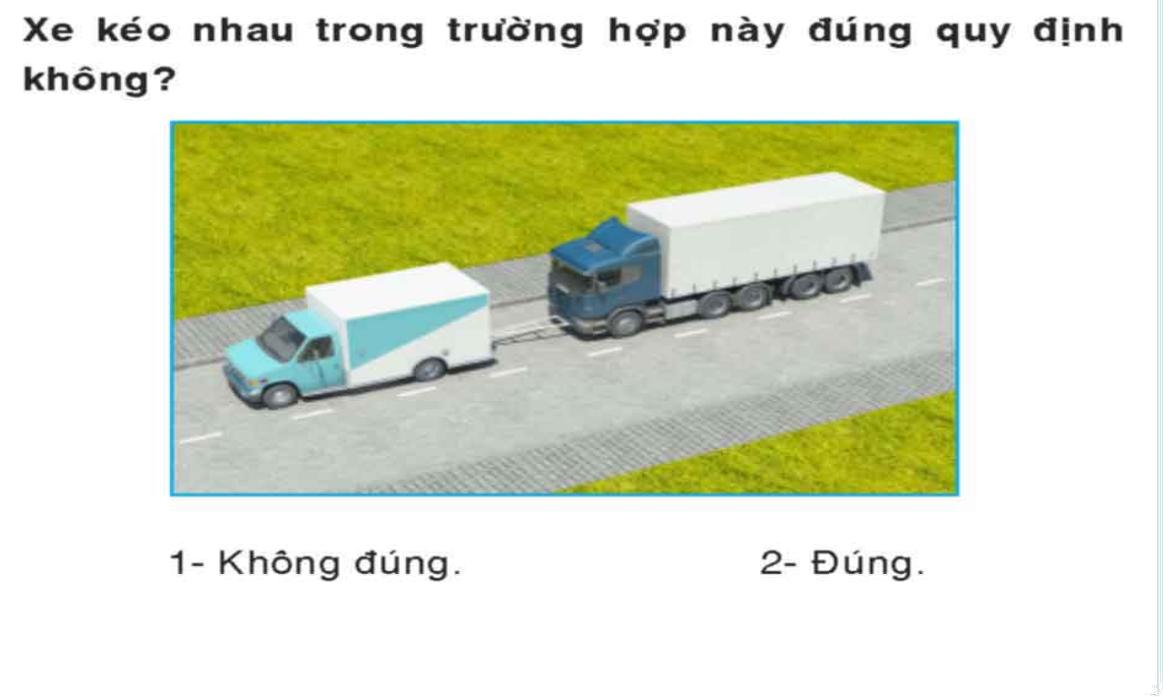 Xe kéo nhau trong trường hợp này đúng quy định
không?
1- Không đúng.
2- Đúng.